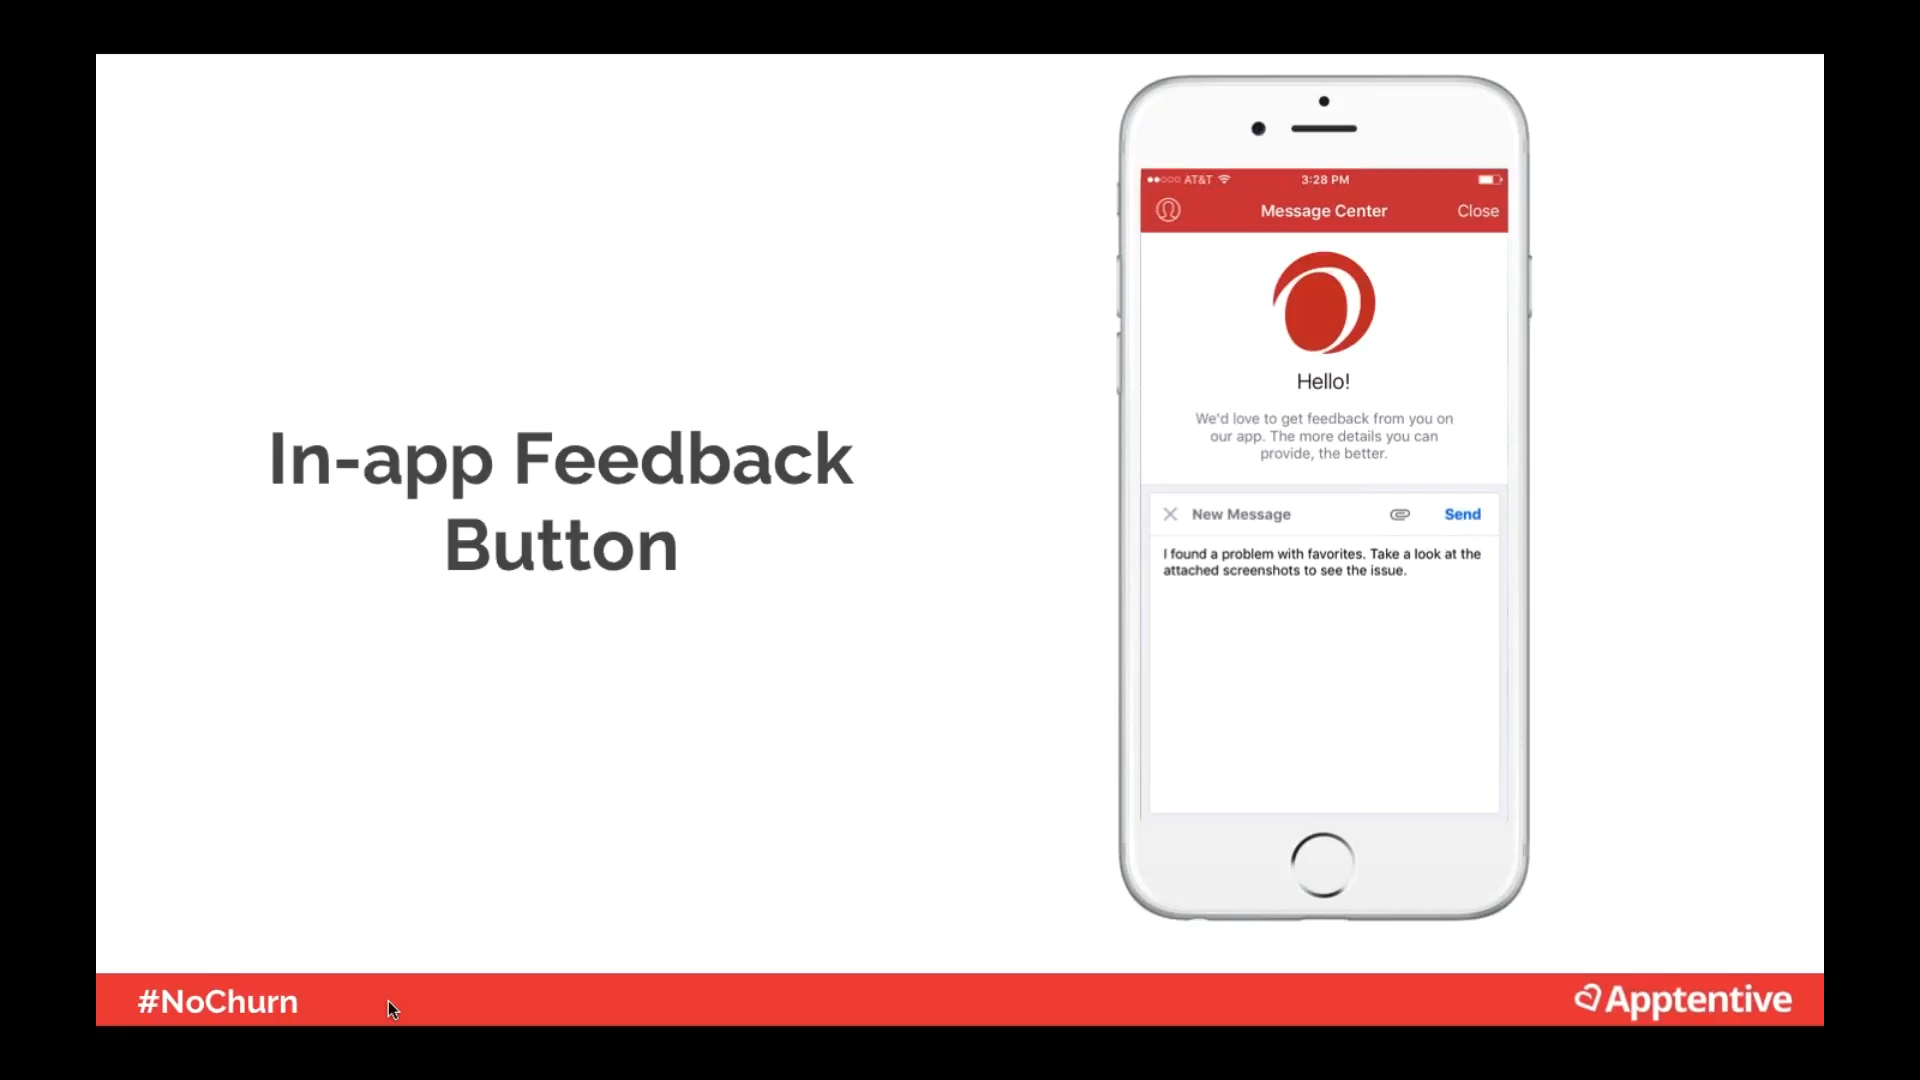 In-app Feedback
Button
AT&T 3:28 PM
Message Center Close
Hello!
We'd love to get feedback from you on
our app. The more details you can
provide, the better.
New Message Send
I found a problem with favorites. Take a look at the
attached screenshots to see the issue.
#NoChurn
Apptentive